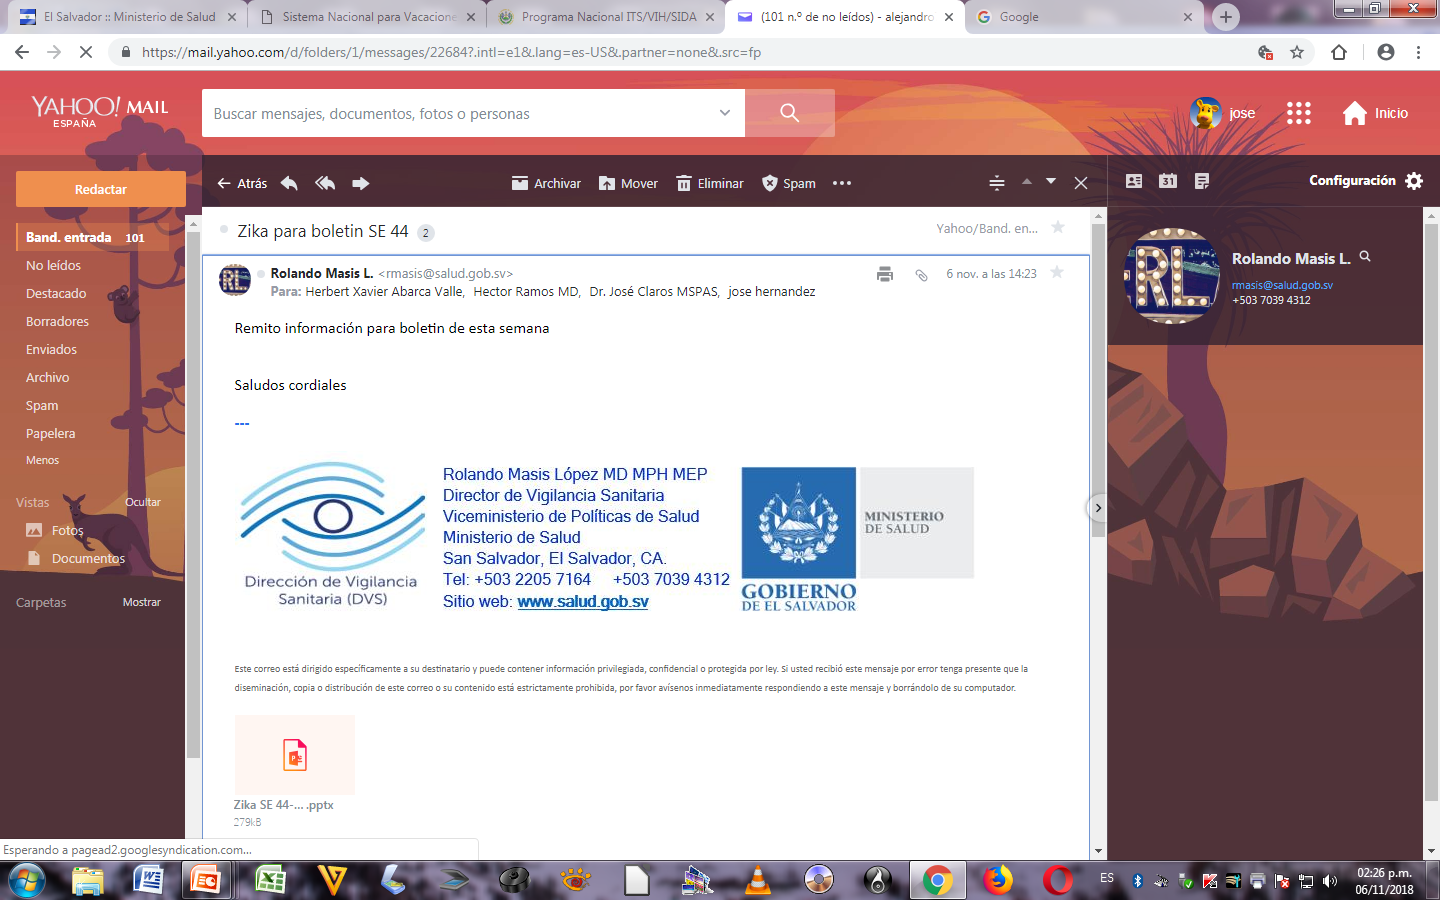 El Salvador :: Ministerio de Salud
Sistema Nacional para Vacacione
Programa Nacional ITS/VIH/SIDA
(101 n.º de no leídos) - alejandro
Google
https://mail.yahoo.com/d/folders/1/messages/22684?.intl=e1&.lang=es-US&.partner=none&.src=fp
YAHOO! MAIL
ESPAÑA
Buscar mensajes, documentos, fotos o personas
jose
Inicio
Redactar
Atrás
Archivar
Mover
Eliminar
Spam
31
Configuración
Band. entrada 101
No leídos
Destacado
Borradores
Enviados
Archivo
Spam
Papelera
Menos
Vistas
Ocultar
Fotos
Documentos
Carpetas
Mostrar
Zika para boletin SE 44 2
Yahoo/Band. en...
RL
Rolando Masis L. <rmasis@salud.gob.sv>
6 nov. a las 14:23
Para: Herbert Xavier Abarca Valle, Hector Ramos MD, Dr. José Claros MSPAS, jose hernandez
Remito información para boletin de esta semana
Saludos cordiales
---
Dirección de Vigilancia
Sanitaria (DVS)
Rolando Masis López MD MPH MEP
Director de Vigilancia Sanitaria
Viceministerio de Políticas de Salud
Ministerio de Salud
San Salvador, El Salvador, CA.
Tel: +503 2205 7164 +503 7039 4312
Sitio web: www.salud.gob.sv
GOBIERNO
DE EL SALVADOR
MINISTERIO
DE SALUD
Este correo está dirigido específicamente a su destinatario y puede contener información privilegiada, confidencial o protegida por ley. Si usted recibió este mensaje por error tenga presente que la
diseminación, copia o distribución de este correo o su contenido está estrictamente prohibida, por favor avísenos inmediatamente respondiendo a este mensaje y borrándolo de su computador.
Zika SE 44-... .pptx
279kB
RL
Rolando Masis L.
rmasis@salud.gob.sv
+503 7039 4312
Esperando a pagead2.googlesyndication.com...
ES
02:26 p.m.
06/11/2018